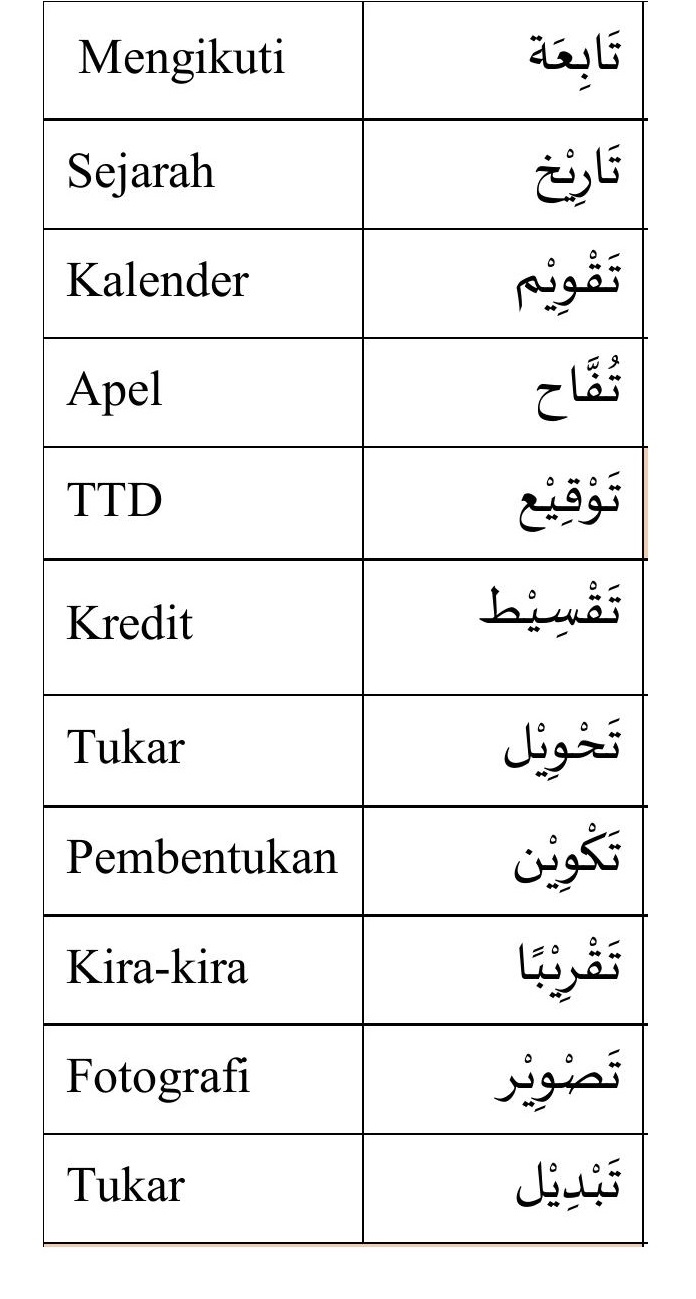 Mengikuti تَابِعَة
Sejarah تَارِيْخ
Kalender تَقْوِيْم
Apel تُفَّاح
TTD تَوْقِيْع
Kredit تَقْسِيْط
Tukar تَحْوِيْل
Pembentukan تَكْوِيْن
Kira-kira تَقْرِيْبًا
Fotografi تَصْوِيْر
Tukar تَبْدِيْل